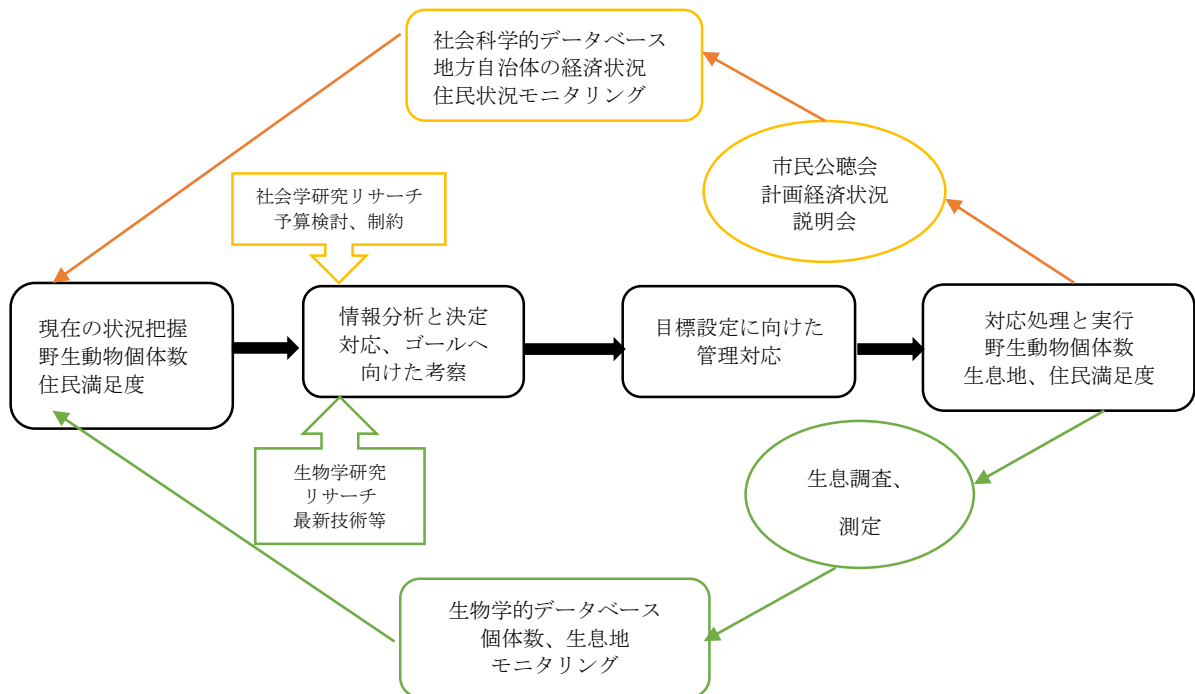 社会科学的データベース
地方自治体の経済状況
住民状況モニタリング
市民公聴会
計画経済状況
説明会
社会学研究リサーチ
予算検討、制約
現在の状況把握
野生動物個体数
住民満足度
情報分析と決定
対応、ゴールへ
向けた考察
目標設定に向けた
管理対応
対応処理と実行
野生動物個体数
生息地、住民満足度
生物学研究
リサーチ
最新技術等
生息調査、
測定
生物学的データベース
個体数、生息地
モニタリング